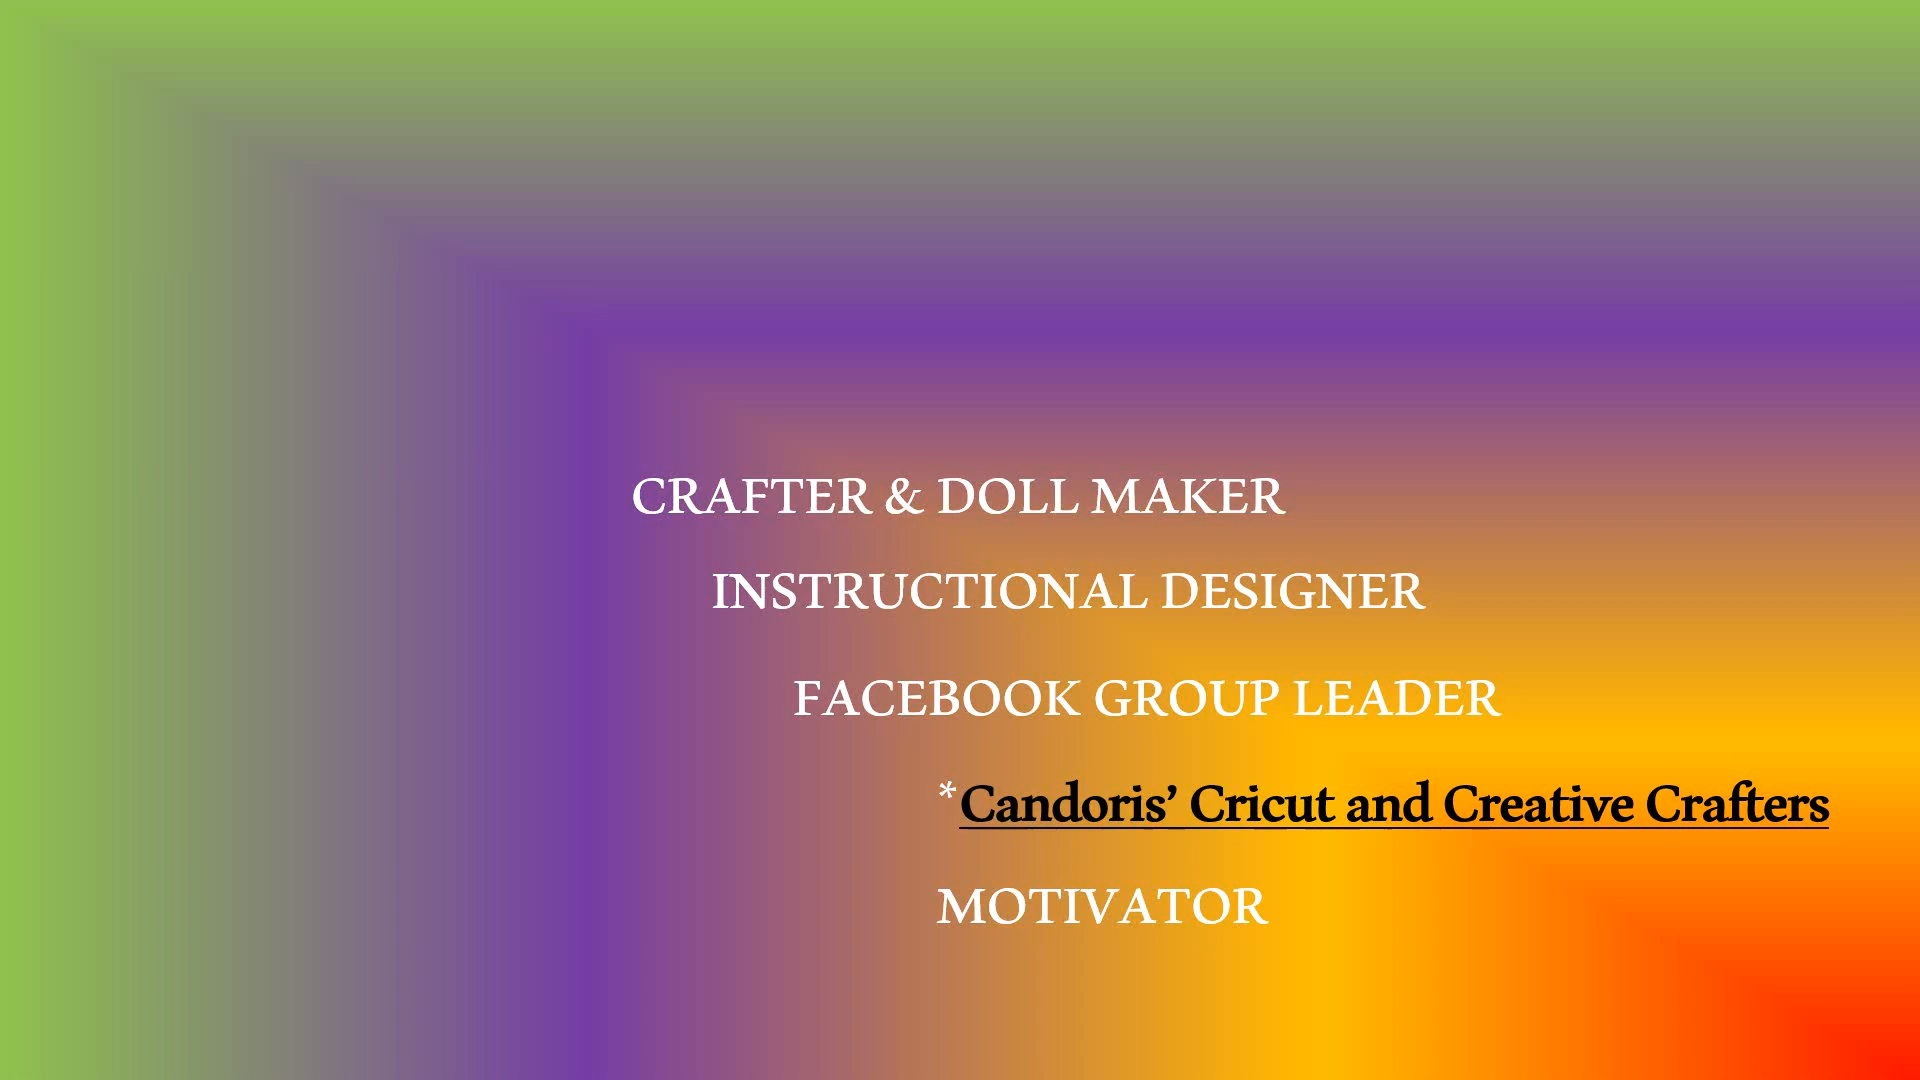 CRAFTER & DOLL MAKER
INSTRUCTIONAL DESIGNER
FACEBOOK GROUP LEADER
*Candoris’ Cricut and Creative Crafters
MOTIVATOR